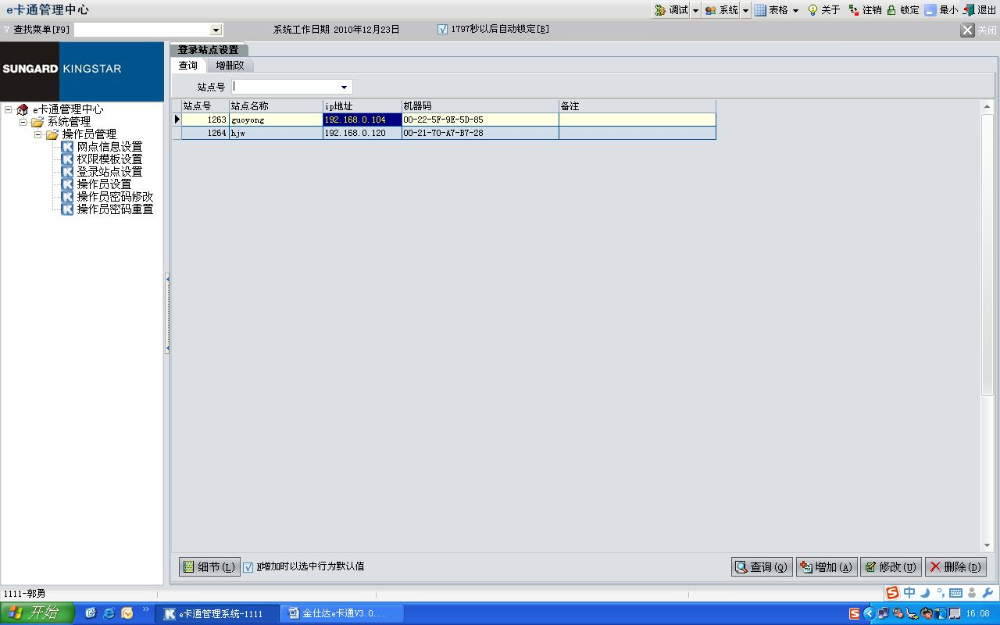 e卡通管理中心
调试 系统 表格 关于 注销 锁定 最小 退出
查找菜单[F9] 系统工作日期 2010年12月23日 1797秒以后自动锁定[B] 关闭
SUNGARD KINGSTAR
登录站点设置
查询 增删改
站点号
站点号 站点名称 ip地址 机器码 备注
1263 guoyong 192.168.0.104 00-22-5F-9E-5D-85
1264 hjw 192.168.0.120 00-21-70-A7-B7-28
e卡通管理中心
系统管理
操作员管理
网点信息设置
权限模板设置
登录站点设置
操作员设置
操作员密码修改
操作员密码重置
细节(L) N增加时以选中行为默认值 查询(Q) 增加(A) 修改(U) 删除(D)
1111-郭勇
中
开始 e卡通管理系统-1111 金仕达e卡通V3.0... 16:08